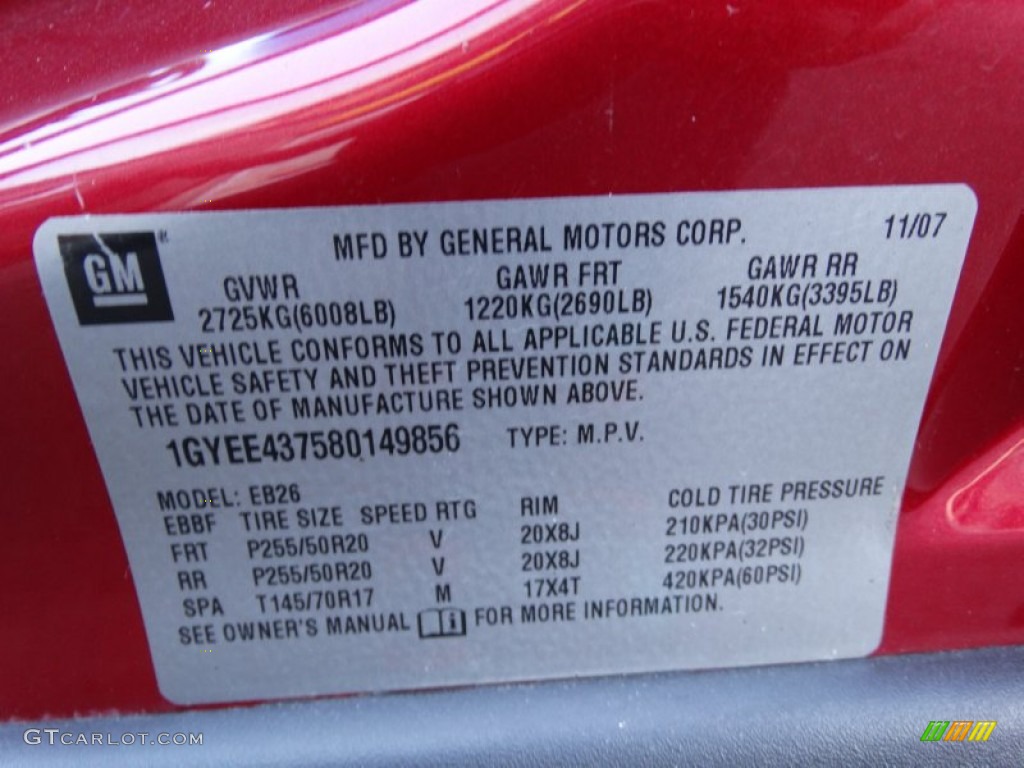 MFD BY GENERAL MOTORS CORP. 11/07
GM®
GVWR GAWR FRT GAWR RR
2725KG(6008LB) 1220KG(2690LB) 1540KG(3395LB)
THIS VEHICLE CONFORMS TO ALL APPLICABLE U.S. FEDERAL MOTOR
VEHICLE SAFETY AND THEFT PREVENTION STANDARDS IN EFFECT ON
THE DATE OF MANUFACTURE SHOWN ABOVE.
1GYEE437580149856 TYPE: M.P.V.
MODEL: EB26
EBBF TIRE SIZE SPEED RTG RIM COLD TIRE PRESSURE
FRT P255/50R20 V 20X8J 210KPA(30PSI)
RR P255/50R20 V 20X8J 220KPA(32PSI)
SPA T145/70R17 M 17X4T 420KPA(60PSI)
SEE OWNER'S MANUAL FOR MORE INFORMATION.
GTCARLOT.COM